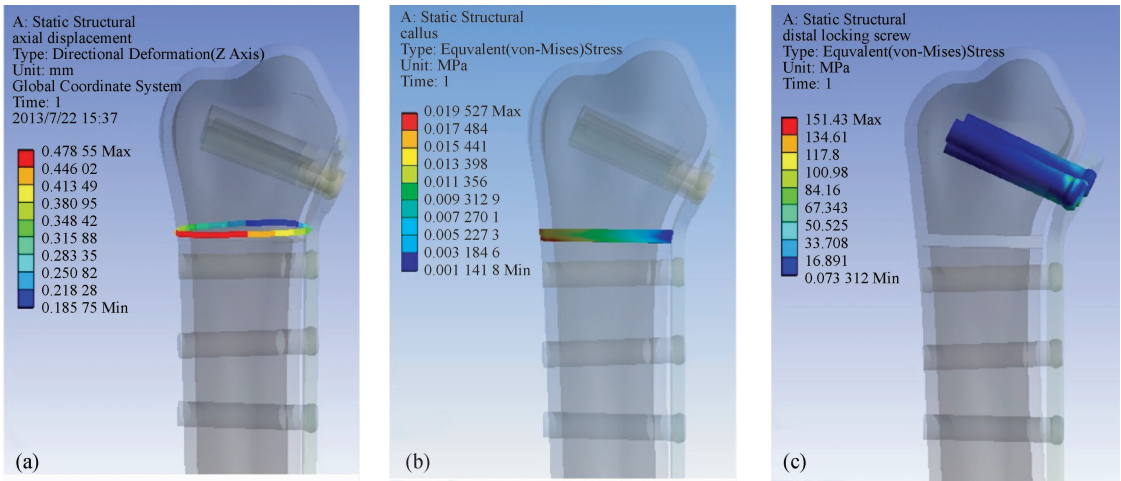 A: Static Structural
axial displacement
Type: Directional Deformation(Z Axis)
Unit: mm
Global Coordinate System
Time: 1
2013/7/22 15:37
0.478 55 Max
0.446 02
0.413 49
0.380 95
0.348 42
0.315 88
0.283 35
0.250 82
0.218 28
0.185 75 Min
(a)
A: Static Structural
callus
Type: Equvalent(von-Mises)Stress
Unit: MPa
Time: 1
0.019 527 Max
0.017 484
0.015 441
0.013 398
0.011 356
0.009 312 9
0.007 270 1
0.005 227 3
0.003 184 6
0.001 141 8 Min
(b)
A: Static Structural
distal locking screw
Type: Equvalent(von-Mises)Stress
Unit: MPa
Time: 1
151.43 Max
134.61
117.8
100.98
84.16
67.343
50.525
33.708
16.891
0.073 312 Min
(c)